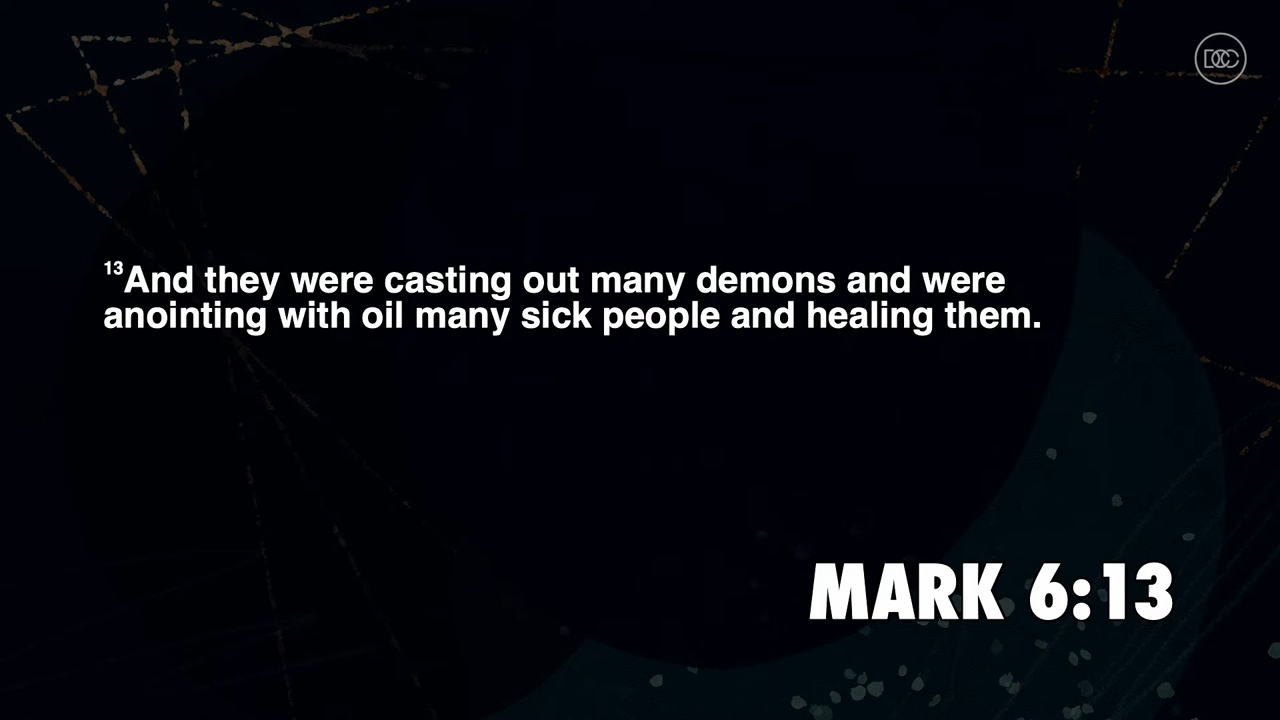 13And they were casting out many demons and were
anointing with oil many sick people and healing them.
MARK 6:13
DCC